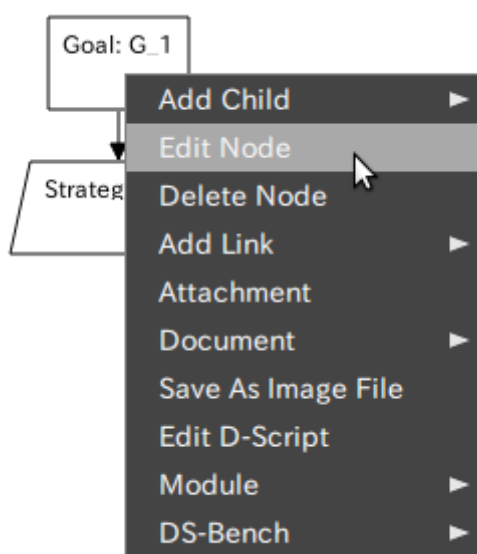 Goal: G_1
Strateg
Add Child
Edit Node
Delete Node
Add Link
Attachment
Document
Save As Image File
Edit D-Script
Module
DS-Bench